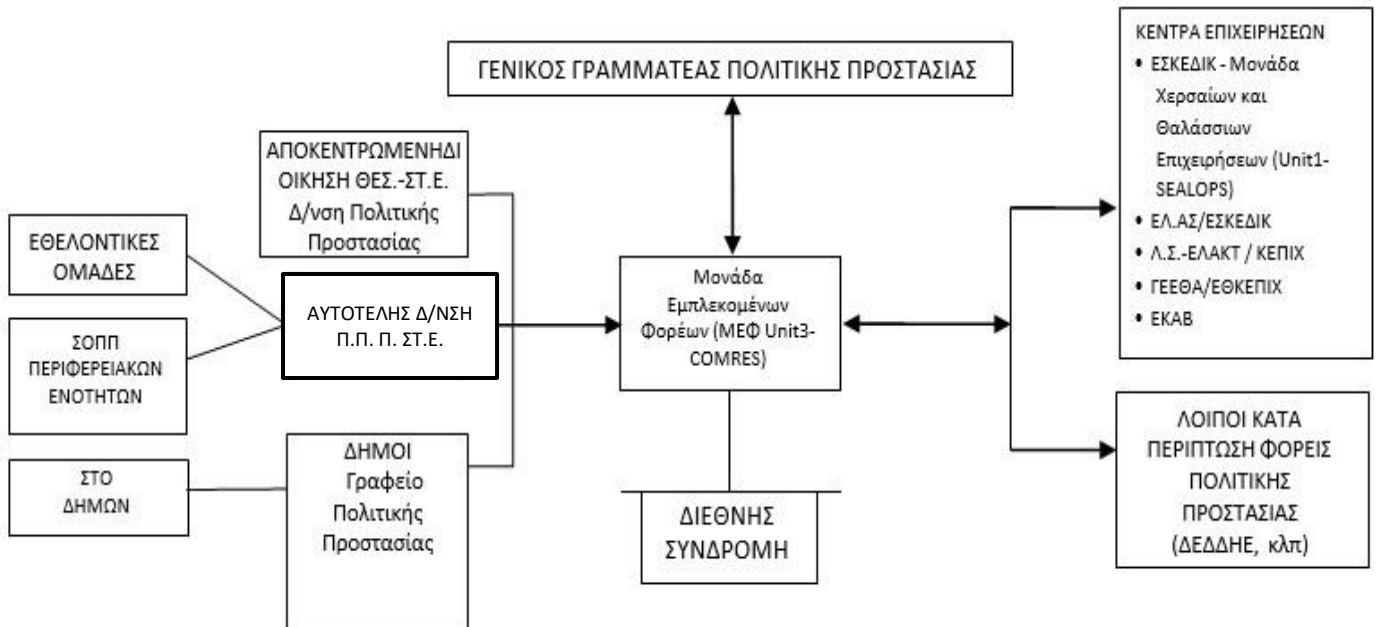 ΓΕΝΙΚΟΣ ΓΡΑΜΜΑΤΕΑΣ ΠΟΛΙΤΙΚΗΣ ΠΡΟΣΤΑΣΙΑΣ
ΑΠΟΚΕΝΤΡΩΜΕΝΗΔΙ
ΟΙΚΗΣΗ ΘΕΣ.-ΣΤ.Ε.
Δ/νση Πολιτικής
Προστασίας
ΕΘΕΛΟΝΤΙΚΕΣ
ΟΜΑΔΕΣ
ΑΥΤΟΤΕΛΗΣ Δ/ΝΣΗ
Π.Π. Π. ΣΤ.Ε.
ΣΟΠΠ
ΠΕΡΙΦΕΡΕΙΑΚΩΝ
ΕΝΟΤΗΤΩΝ
ΣΤΟ
ΔΗΜΩΝ
ΔΗΜΟΙ
Γραφείο
Πολιτικής
Προστασίας
Μονάδα
Εμπλεκομένων
Φορέων (ΜΕΦ Unit3-
COMRES)
ΔΙΕΘΝΗΣ
ΣΥΝΔΡΟΜΗ
ΚΕΝΤΡΑ ΕΠΙΧΕΙΡΗΣΕΩΝ
• ΕΣΚΕΔΙΚ - Μονάδα
Χερσαίων και
Θαλάσσιων
Επιχειρήσεων (Unit1-
SEALOPS)
• ΕΛ.ΑΣ/ΕΣΚΕΔΙΚ
• Λ.Σ.-ΕΛΑΚΤ / ΚΕΠΙΧ
• ΓΕΕΘΑ/ΕΘΚΕΠΙΧ
• ΕΚΑΒ
ΛΟΙΠΟΙ ΚΑΤΑ
ΠΕΡΙΠΤΩΣΗ ΦΟΡΕΙΣ
ΠΟΛΙΤΙΚΗΣ
ΠΡΟΣΤΑΣΙΑΣ
(ΔΕΔΔΗΕ, κλπ)